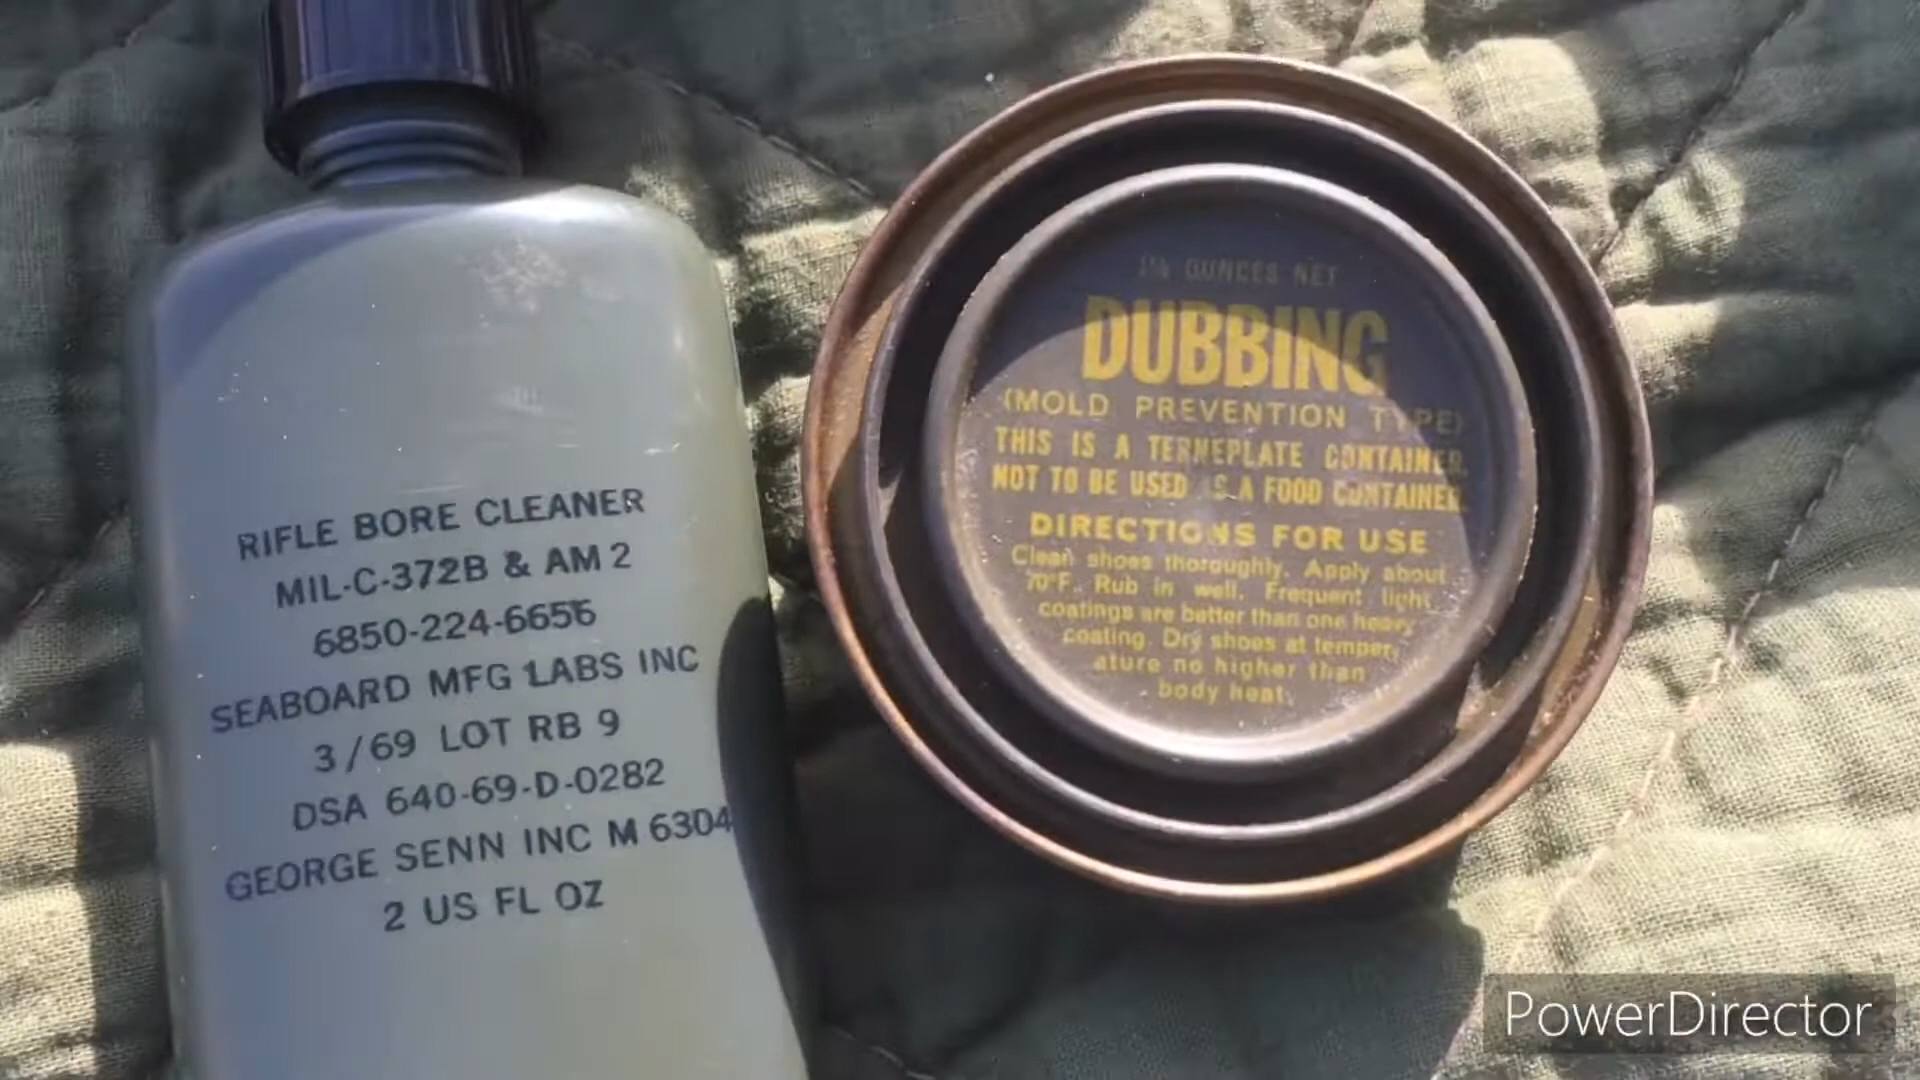 RIFLE BORE CLEANER
MIL-C-372B & AM 2
6850-224-6656
SEABOARD MFG LABS INC
3/69 LOT RB 9
DSA 640-69-D-0282
GEORGE SENN INC M 6304
2 US FL OZ
OUNCES NET
DUBBING
(MOLD PREVENTION TYPE)
THIS IS A TERNEPLATE CONTAINER.
NOT TO BE USED AS A FOOD CONTAINER.
DIRECTIONS FOR USE
Clean shoes thoroughly. Apply about
70°F. Rub in well. Frequent light
coatings are better than one heavy
coating. Dry shoes at temper-
ature no higher than
body heat.
PowerDirector